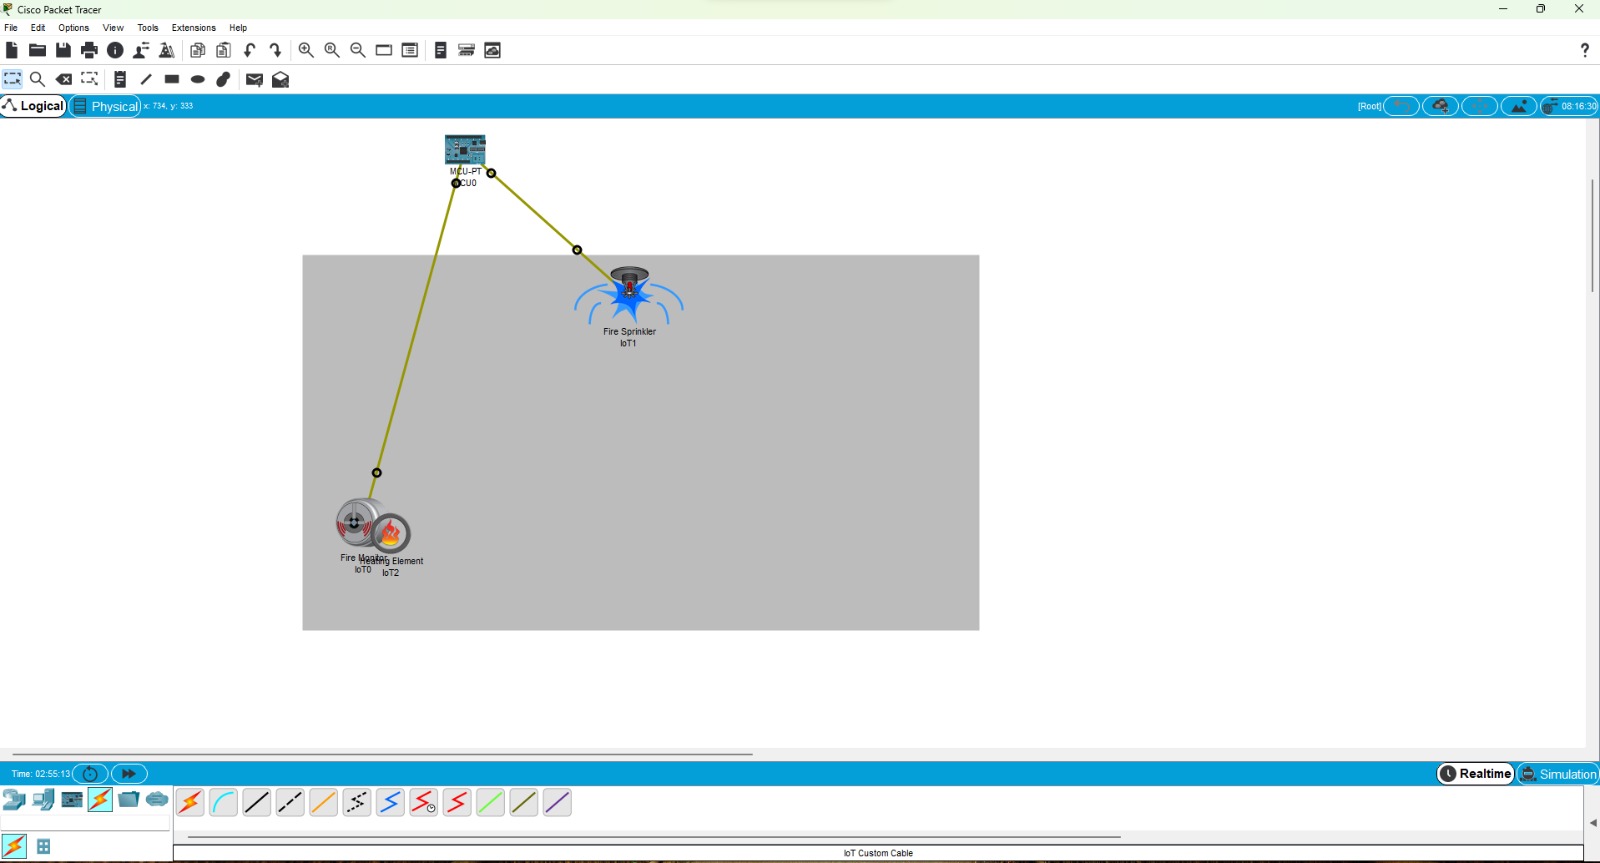 Cisco Packet Tracer
File Edit Options View Tools Extensions Help
?
Logical Physical x: 734, y: 333 [Root] 08:16:30
MCU-PT
MCU0
Fire Sprinkler
IoT1
Fire Monitor
Heating Element
IoT0
IoT2
Time: 02:55:13 Realtime Simulation
IoT Custom Cable